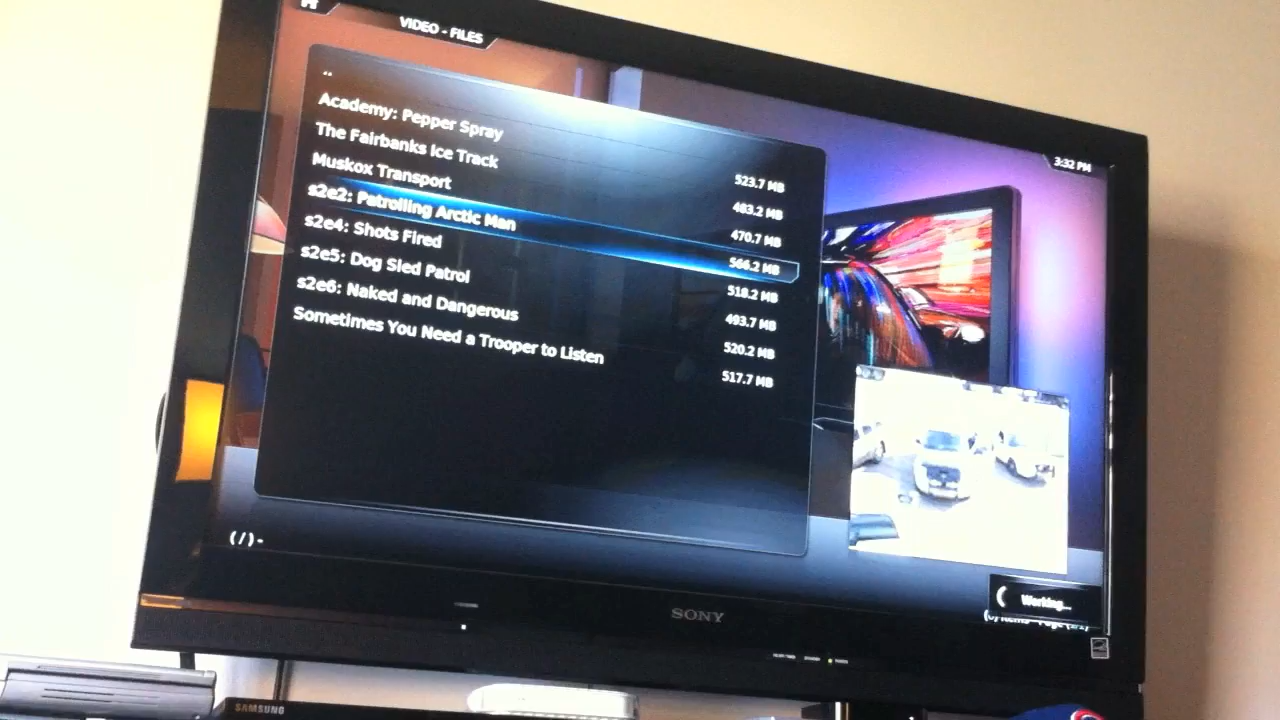 VIDEO - FILES
3:32 PM
..
Academy: Pepper Spray 523.7 MB
The Fairbanks Ice Track 483.2 MB
Muskox Transport 470.7 MB
s2e2: Patrolling Arctic Man 566.2 MB
s2e4: Shots Fired 518.2 MB
s2e5: Dog Sled Patrol 493.7 MB
s2e6: Naked and Dangerous 520.2 MB
Sometimes You Need a Trooper to Listen 517.7 MB
(/)-
Working...
SONY
SAMSUNG